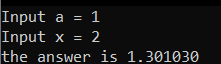 Input a = 1
Input x = 2
the answer is 1.301030